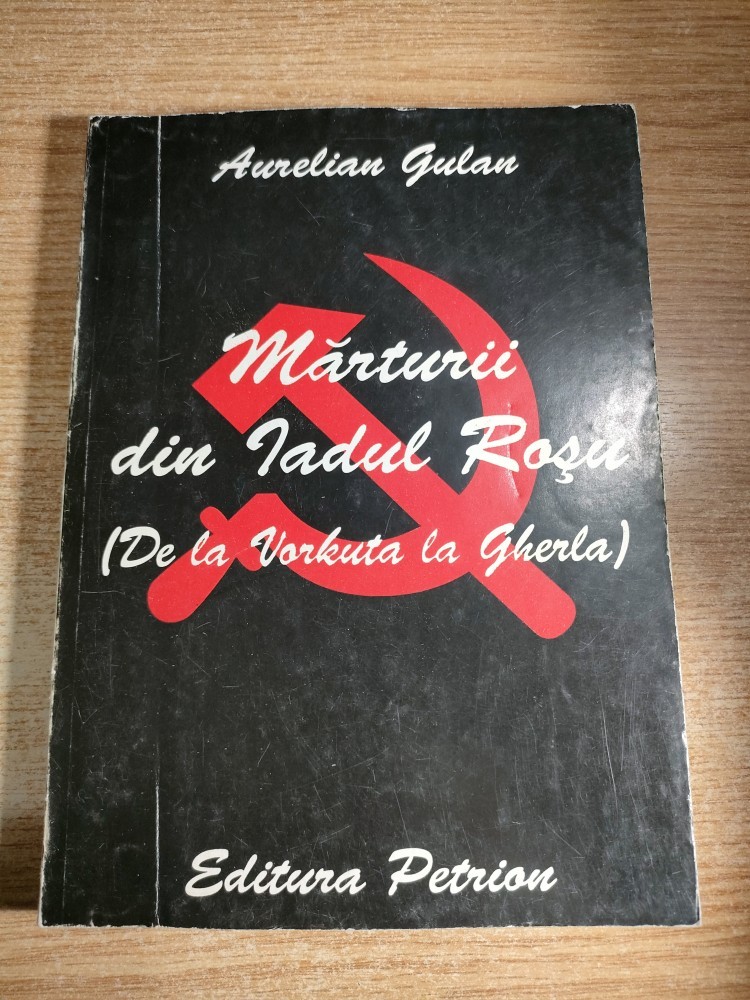 Aurelian Gulan
Mărturii
din Iadul Roşu
(De la Vorkuta la Gherla)
Editura Petrion